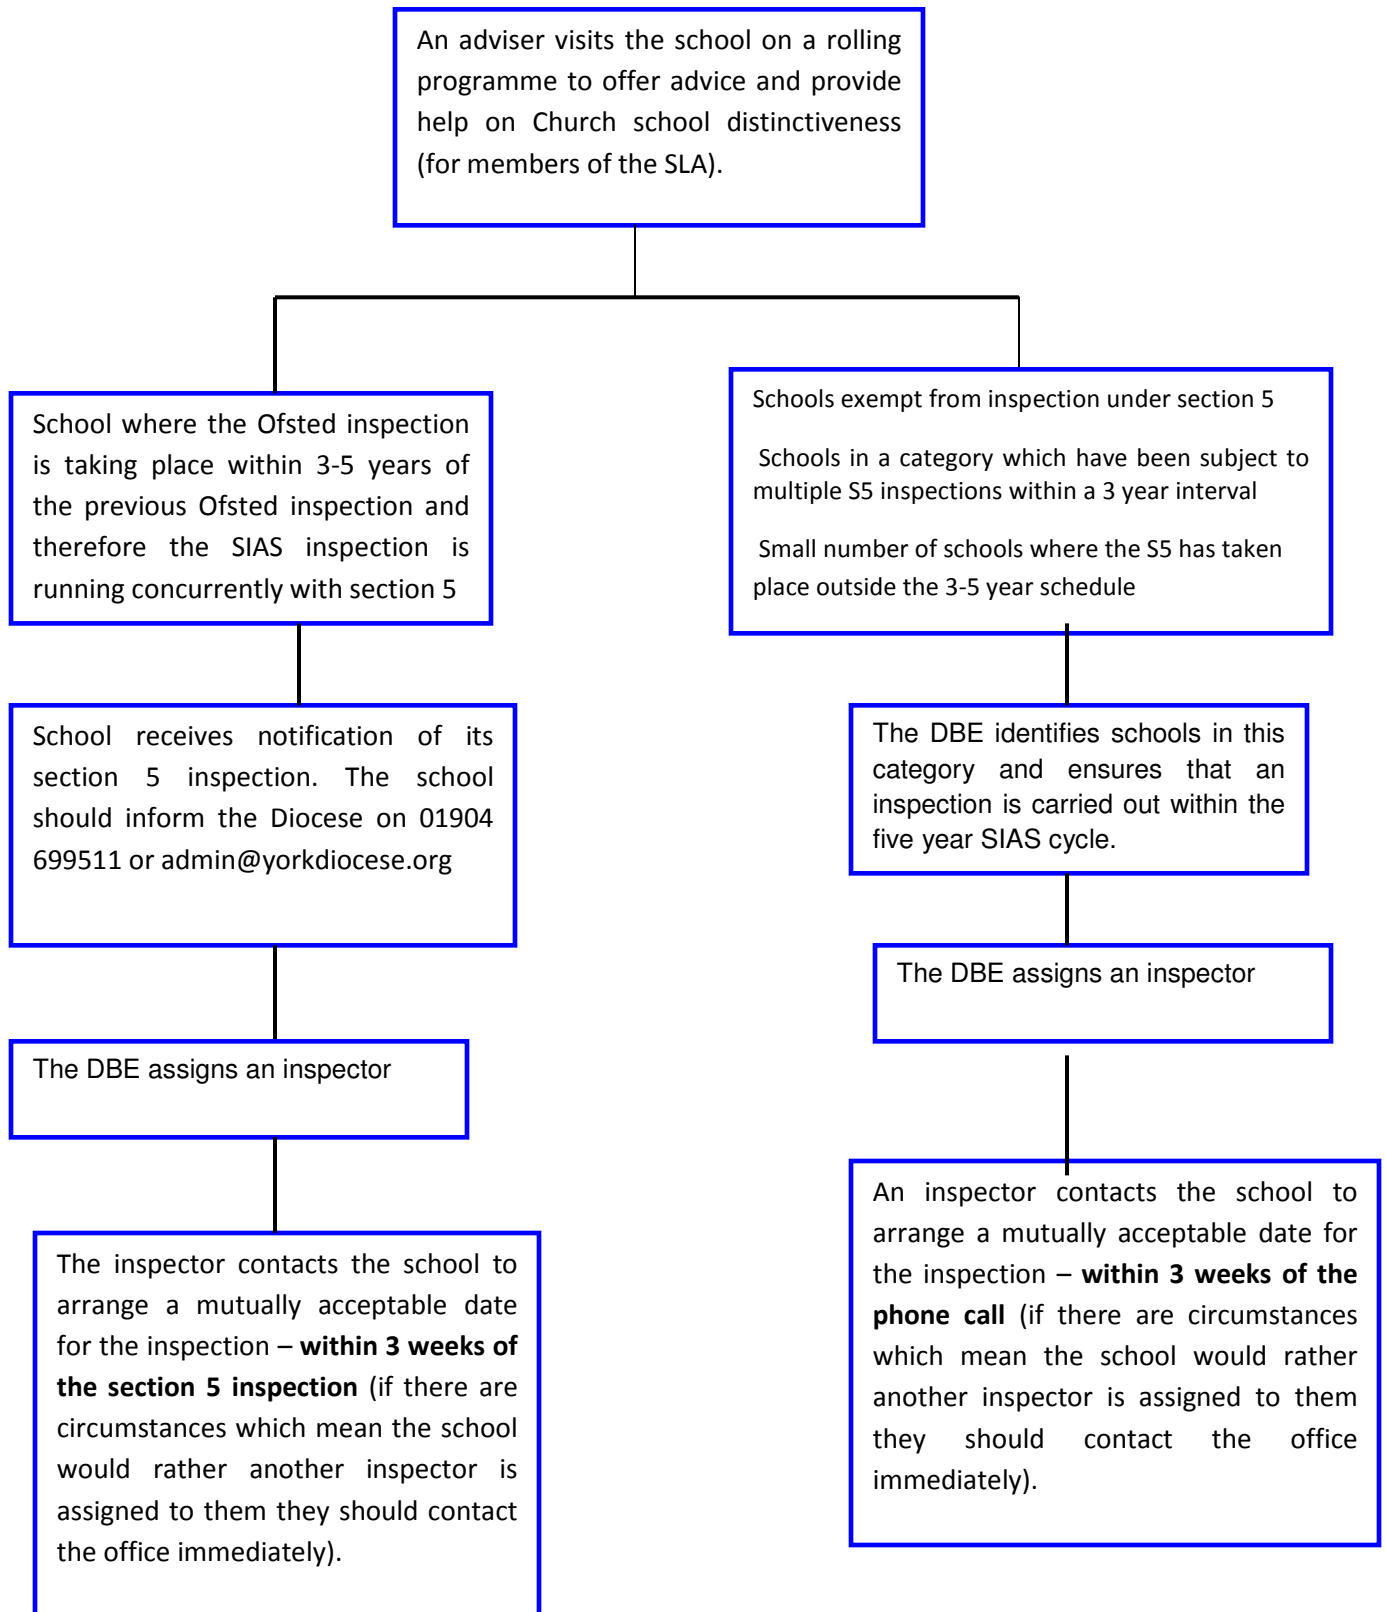 An adviser visits the school on a rolling
programme to offer advice and provide
help on Church school distinctiveness
(for members of the SLA).
School where the Ofsted inspection
is taking place within 3-5 years of
the previous Ofsted inspection and
therefore the SIAS inspection is
running concurrently with section 5
Schools exempt from inspection under section 5
Schools in a category which have been subject to
multiple S5 inspections within a 3 year interval
Small number of schools where the S5 has taken
place outside the 3-5 year schedule
School receives notification of its
section 5 inspection. The school
should inform the Diocese on 01904
699511 or admin@yorkdiocese.org
The DBE identifies schools in this
category and ensures that an
inspection is carried out within the
five year SIAS cycle.
The DBE assigns an inspector
The DBE assigns an inspector
The inspector contacts the school to
arrange a mutually acceptable date
for the inspection – within 3 weeks of
the section 5 inspection (if there are
circumstances which mean the school
would rather another inspector is
assigned to them they should contact
the office immediately).
An inspector contacts the school to
arrange a mutually acceptable date for
the inspection – within 3 weeks of the
phone call (if there are circumstances
which mean the school would rather
another inspector is assigned to them
they should contact the office
immediately).